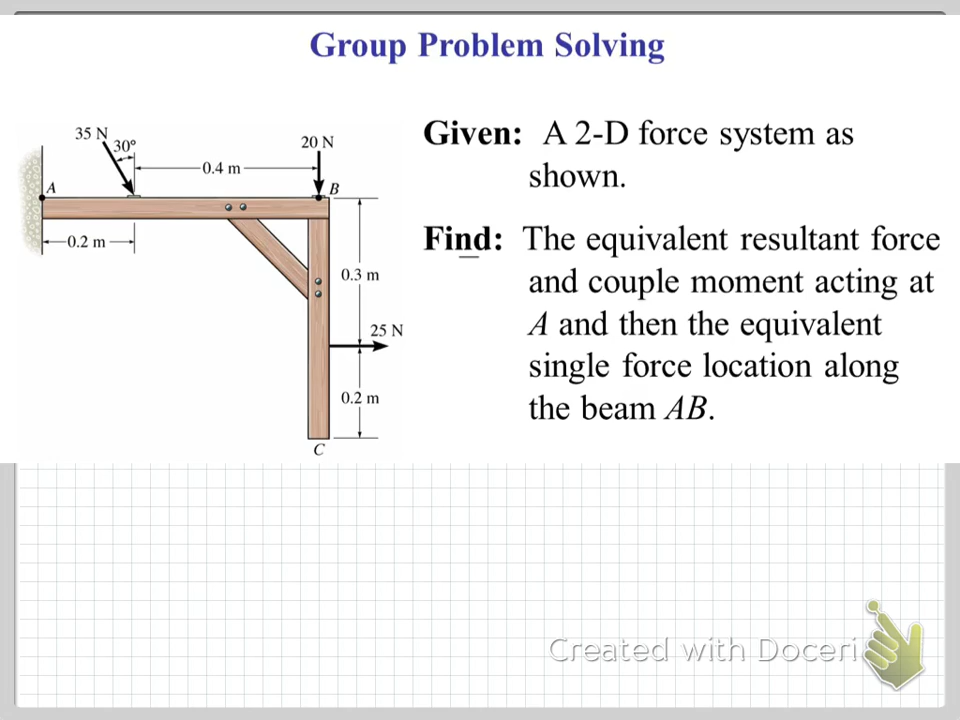 Group Problem Solving
Given: A 2-D force system as
shown.
Find: The equivalent resultant force
and couple moment acting at
A and then the equivalent
single force location along
the beam AB.
35 N
30°
20 N
0.4 m
A
B
0.2 m
0.3 m
25 N
0.2 m
C
Created with Doceri